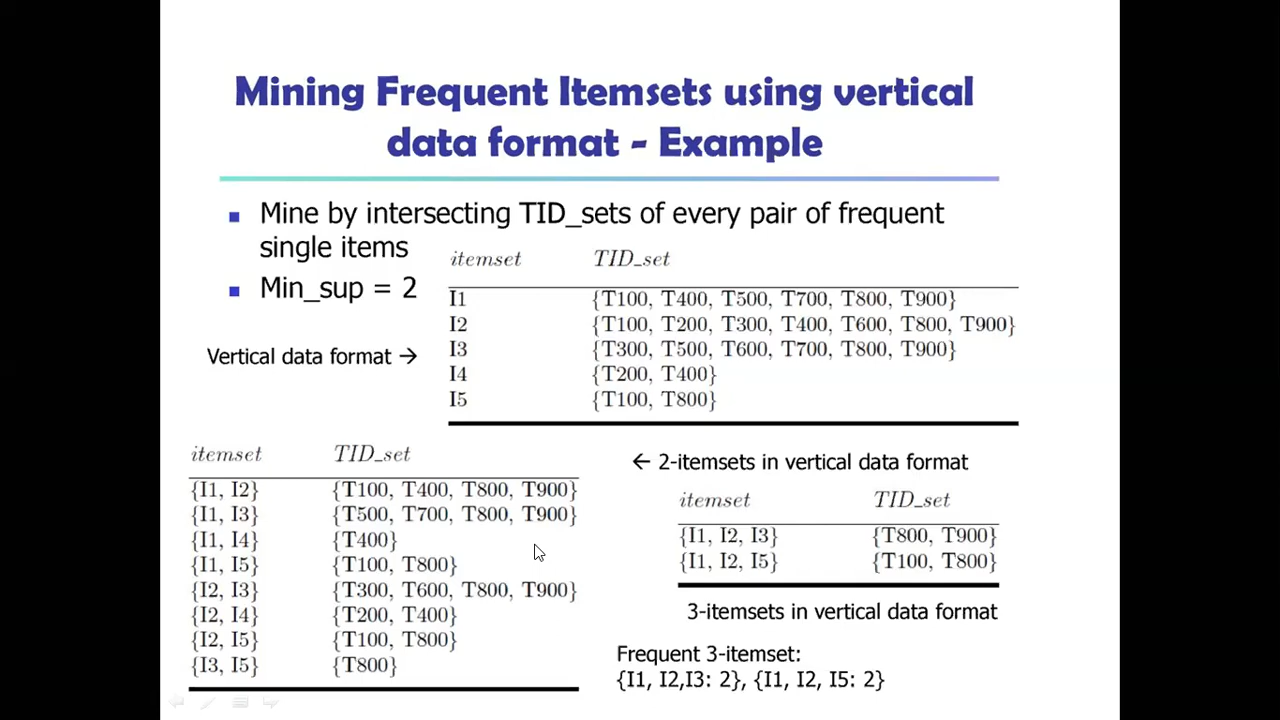 Mining Frequent Itemsets using vertical
data format - Example
Mine by intersecting TID_sets of every pair of frequent
single items
Min_sup = 2
Vertical data format →
itemset TID_set
I1 {T100, T400, T500, T700, T800, T900}
I2 {T100, T200, T300, T400, T600, T800, T900}
I3 {T300, T500, T600, T700, T800, T900}
I4 {T200, T400}
I5 {T100, T800}
itemset TID_set
{I1, I2} {T100, T400, T800, T900}
{I1, I3} {T500, T700, T800, T900}
{I1, I4} {T400}
{I1, I5} {T100, T800}
{I2, I3} {T300, T600, T800, T900}
{I2, I4} {T200, T400}
{I2, I5} {T100, T800}
{I3, I5} {T800}
← 2-itemsets in vertical data format
itemset TID_set
{I1, I2, I3} {T800, T900}
{I1, I2, I5} {T100, T800}
3-itemsets in vertical data format
Frequent 3-itemset:
{I1, I2,I3: 2}, {I1, I2, I5: 2}